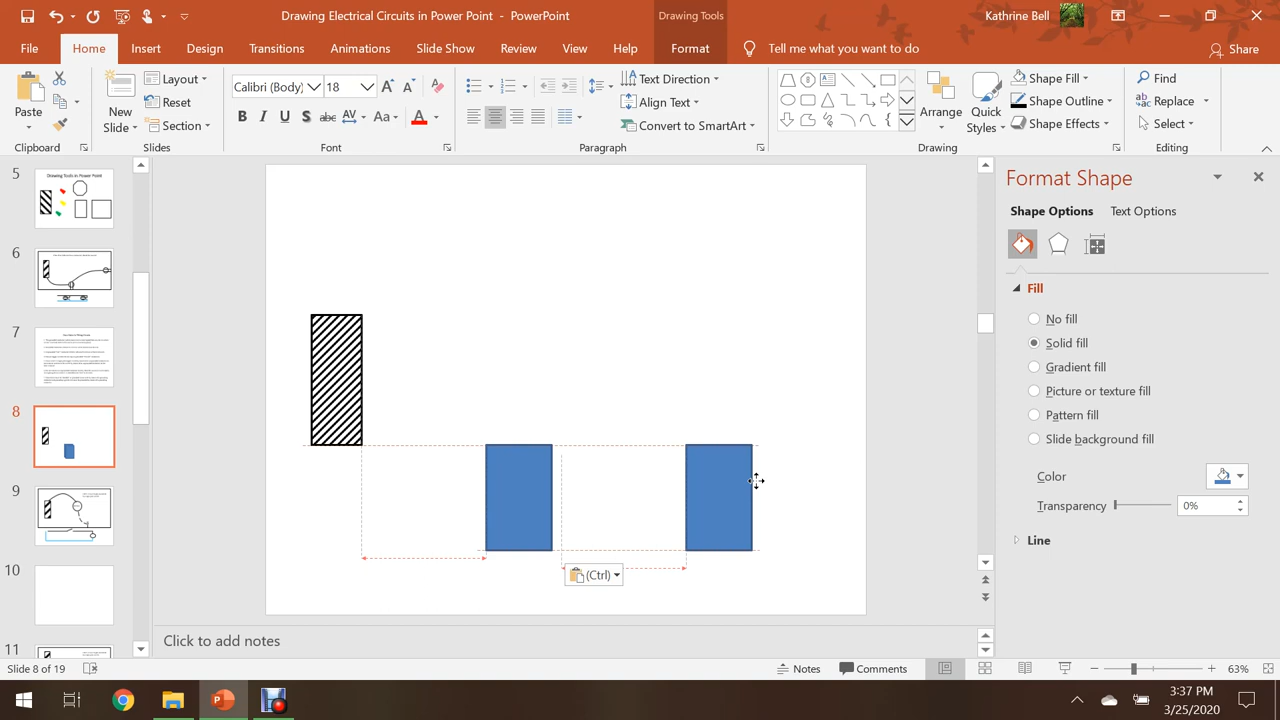 Drawing Electrical Circuits in Power Point - PowerPoint
Drawing Tools
Kathrine Bell
File Home Insert Design Transitions Animations Slide Show Review View Help Format Tell me what you want to do Share
Paste
Clipboard
New Slide
Layout
Reset
Section
Slides
Calibri (Body) 18
B I U S abc AV Aa A
Font
Text Direction
Align Text
Convert to SmartArt
Paragraph
Arrange
Quick Styles
Shape Fill
Shape Outline
Shape Effects
Drawing
Find
Replace
Select
Editing
5
Drawing Tools in Power Point
6
7
8
9
10
11
(Ctrl)
Click to add notes
Format Shape
Shape Options Text Options
Fill
No fill
Solid fill
Gradient fill
Picture or texture fill
Pattern fill
Slide background fill
Color
Transparency 0%
Line
Slide 8 of 19
Notes Comments 63%
3:37 PM
3/25/2020